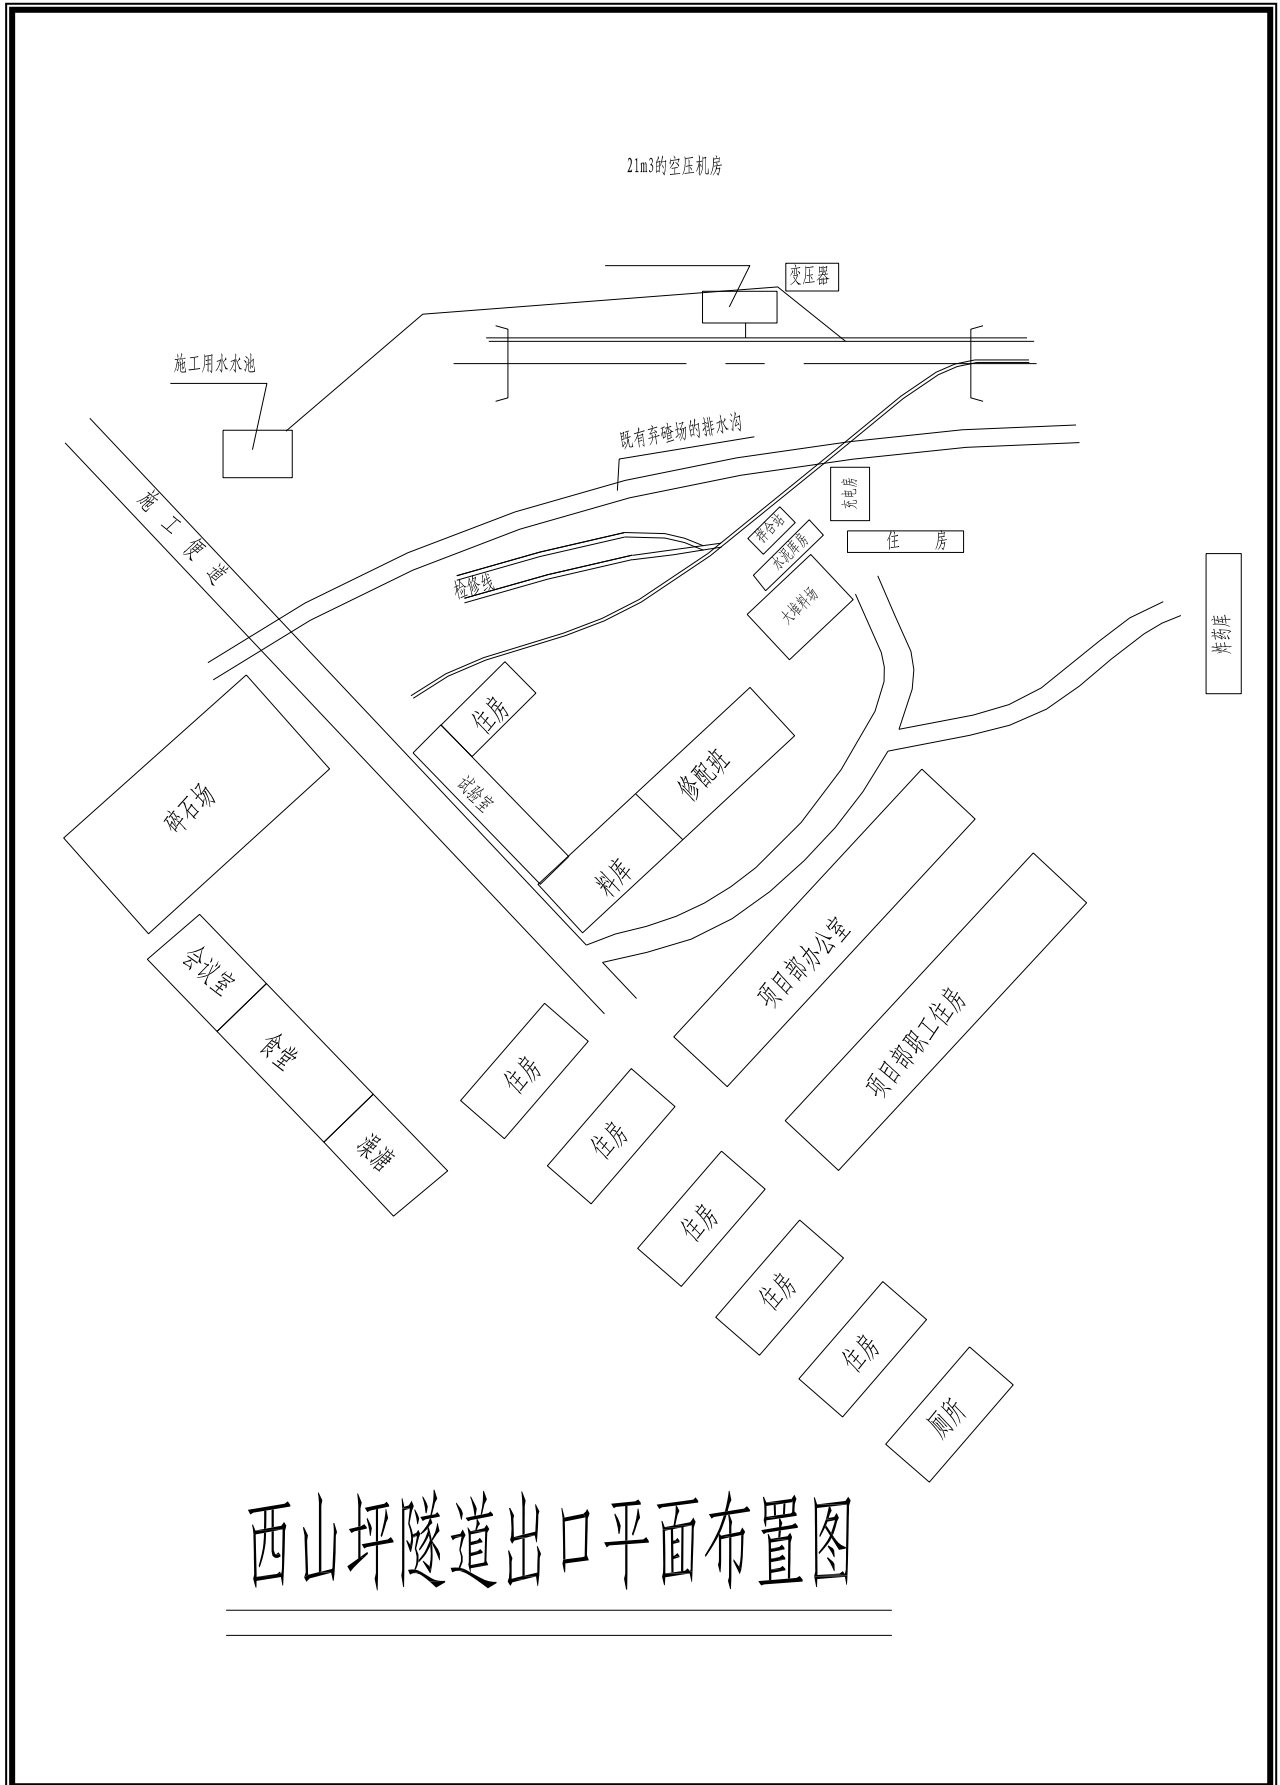 21m3的空压机房
变压器
施工用水水池
既有弃碴场的排水沟
充电房
施工便道
拌合站
住 房
水泥库房
检修线
大堆料场
炸药库
住房
试验室
修配班
碎石场
料库
会议室
项目部办公室
食堂
项目部职工住房
住房
澡溏
住房
住房
住房
住房
厕所
西山坪隧道出口平面布置图